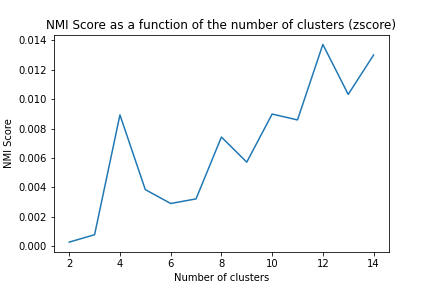 NMI Score as a function of the number of clusters (zscore)
0.014
0.012
0.010
0.008
0.006
0.004
0.002
0.000
NMI Score
2 4 6 8 10 12 14
Number of clusters